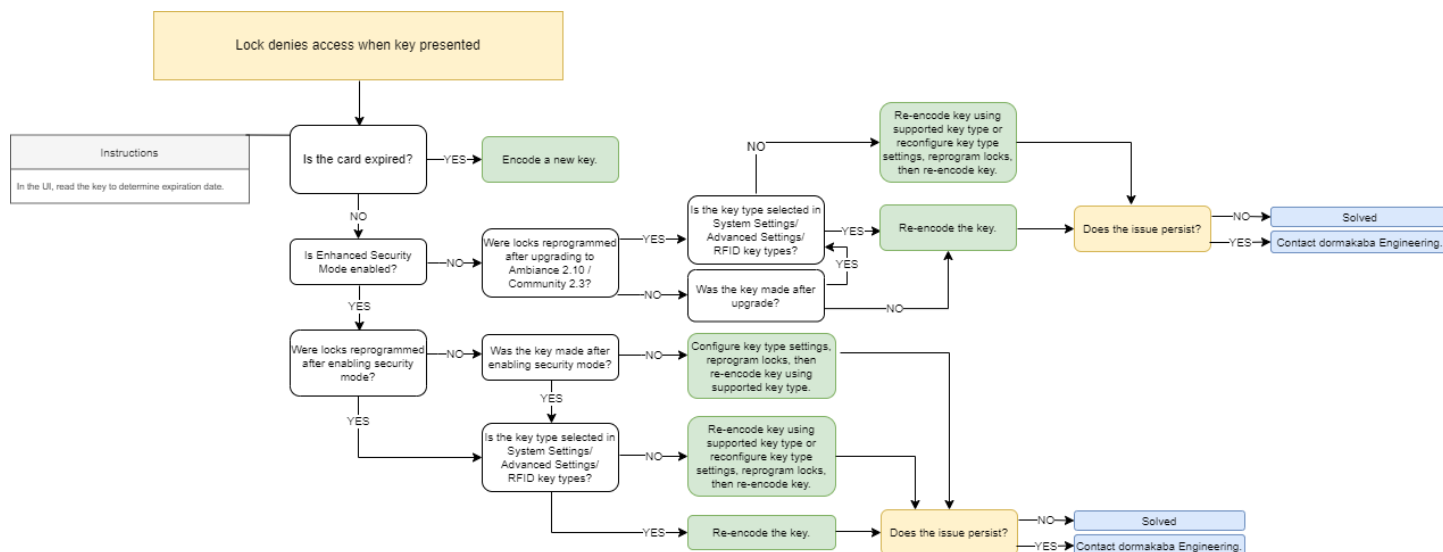 Lock denies access when key presented
Instructions
In the UI, read the key to determine expiration date.
Is the card expired?
YES
Encode a new key.
NO
Is Enhanced Security
Mode enabled?
NO
Were locks reprogrammed
after upgrading to
Ambiance 2.10 /
Community 2.3?
YES
Is the key type selected in
System Settings/
Advanced Settings/
RFID key types?
NO
Re-encode key using
supported key type or
reconfigure key type
settings, reprogram locks,
then re-encode key.
YES
Re-encode the key.
Does the issue persist?
NO
Solved
YES
Contact dormakaba Engineering.
NO
Was the key made after
upgrade?
YES
NO
YES
Were locks reprogrammed
after enabling security
mode?
NO
Was the key made after
enabling security mode?
NO
Configure key type settings,
reprogram locks, then
re-encode key using
supported key type.
YES
YES
Is the key type selected in
System Settings/
Advanced Settings/
RFID key types?
NO
Re-encode key using
supported key type or
reconfigure key type
settings, reprogram locks,
then re-encode key.
YES
Re-encode the key.
Does the issue persist?
NO
Solved
YES
Contact dormakaba Engineering.